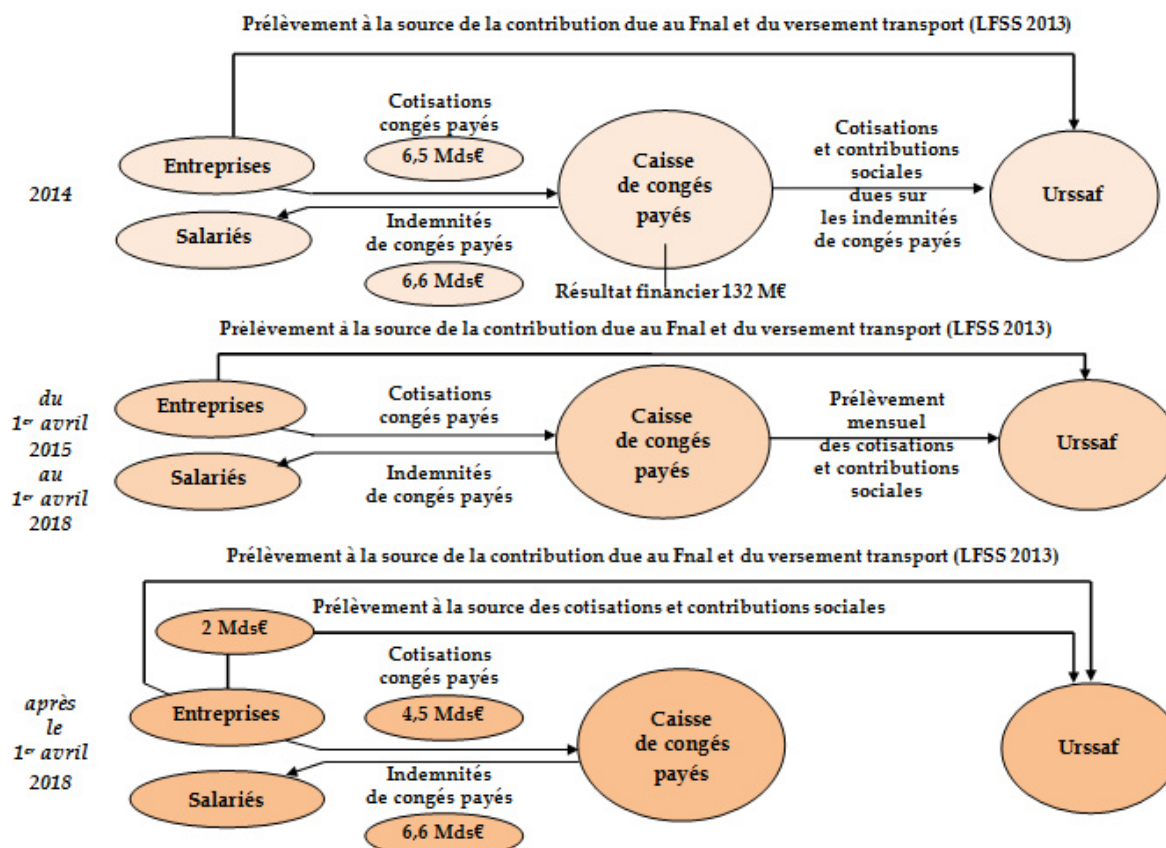 Prélèvement à la source de la contribution due au Fnal et du versement transport (LFSS 2013)
2014
Entreprises
Salariés
Cotisations
congés payés
6,5 Mds€
Indemnités
de congés payés
6,6 Mds€
Caisse
de congés
payés
Résultat financier 132 M€
Cotisations
et contributions
sociales
dues sur
les indemnités
de congés payés
Urssaf
Prélèvement à la source de la contribution due au Fnal et du versement transport (LFSS 2013)
du
1er avril
2015
au
1er avril
2018
Entreprises
Salariés
Cotisations
congés payés
Indemnités
de congés payés
Caisse
de congés
payés
Prélèvement
mensuel
des cotisations
et contributions
sociales
Urssaf
Prélèvement à la source de la contribution due au Fnal et du versement transport (LFSS 2013)
Prélèvement à la source des cotisations et contributions sociales
2 Mds€
après
le
1er avril
2018
Entreprises
Salariés
Cotisations
congés payés
4,5 Mds€
Indemnités
de congés payés
6,6 Mds€
Caisse
de congés
payés
Urssaf